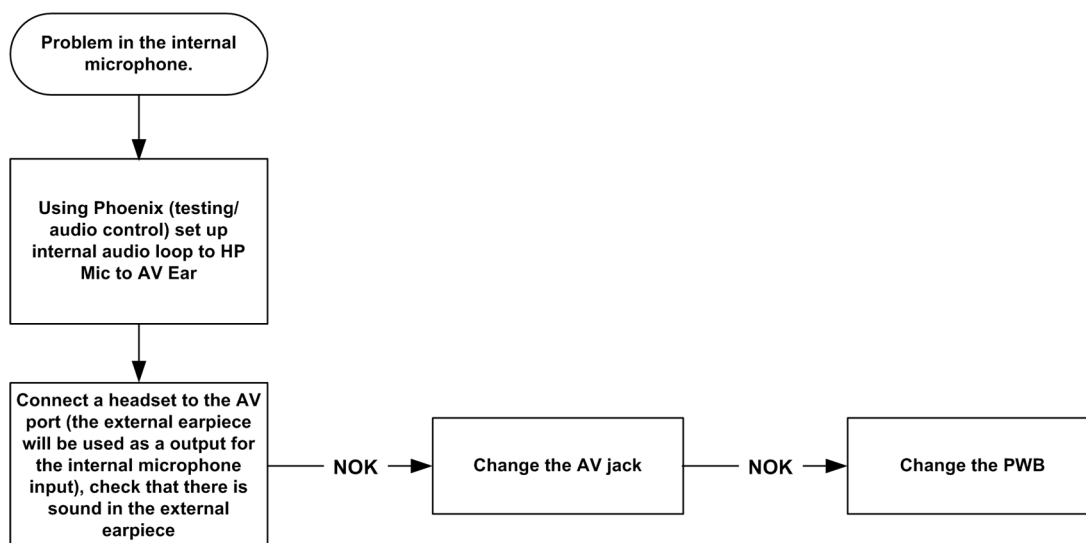 Problem in the internal
microphone.
Using Phoenix (testing/
audio control) set up
internal audio loop to HP
Mic to AV Ear
Connect a headset to the AV
port (the external earpiece
will be used as a output for
the internal microphone
input), check that there is
sound in the external
earpiece
NOK
Change the AV jack
NOK
Change the PWB